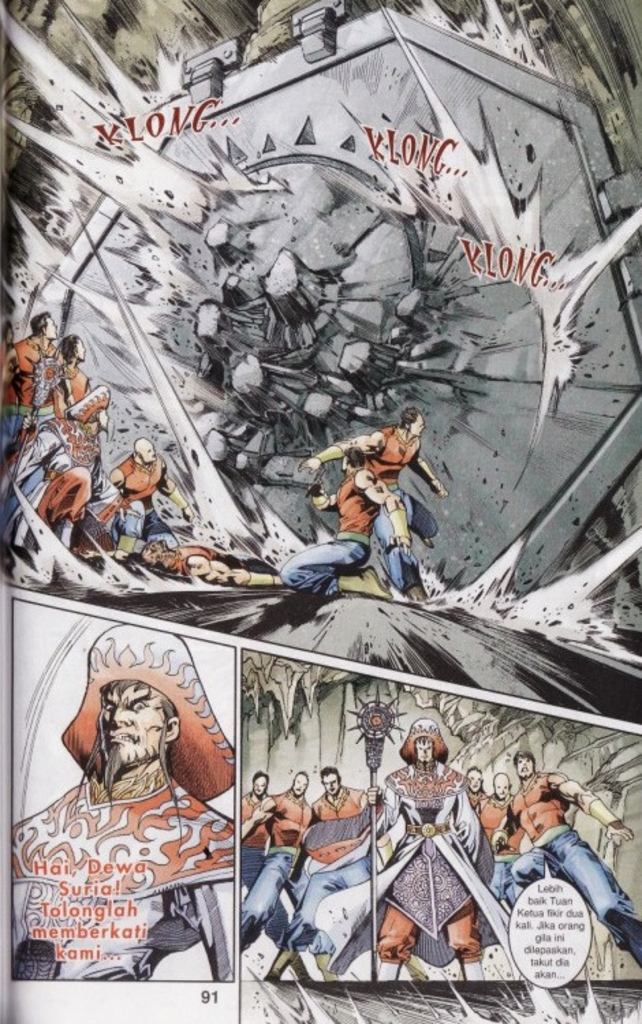 KLONG...
KLONG...
KLONG...
Hai, Dewa
Suria!
Tolonglah
memberkati
kami...
Lebih
baik Tuan
Ketua fikir dua
kali. Jika orang
gila ini
dilepaskan,
takut dia
akan...
91